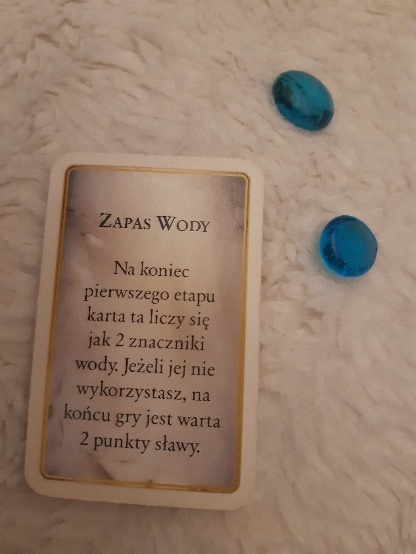 Zapas Wody
Na koniec
pierwszego etapu
karta ta liczy się
jak 2 znaczniki
wody. Jeżeli jej nie
wykorzystasz, na
końcu gry jest warta
2 punkty sławy.